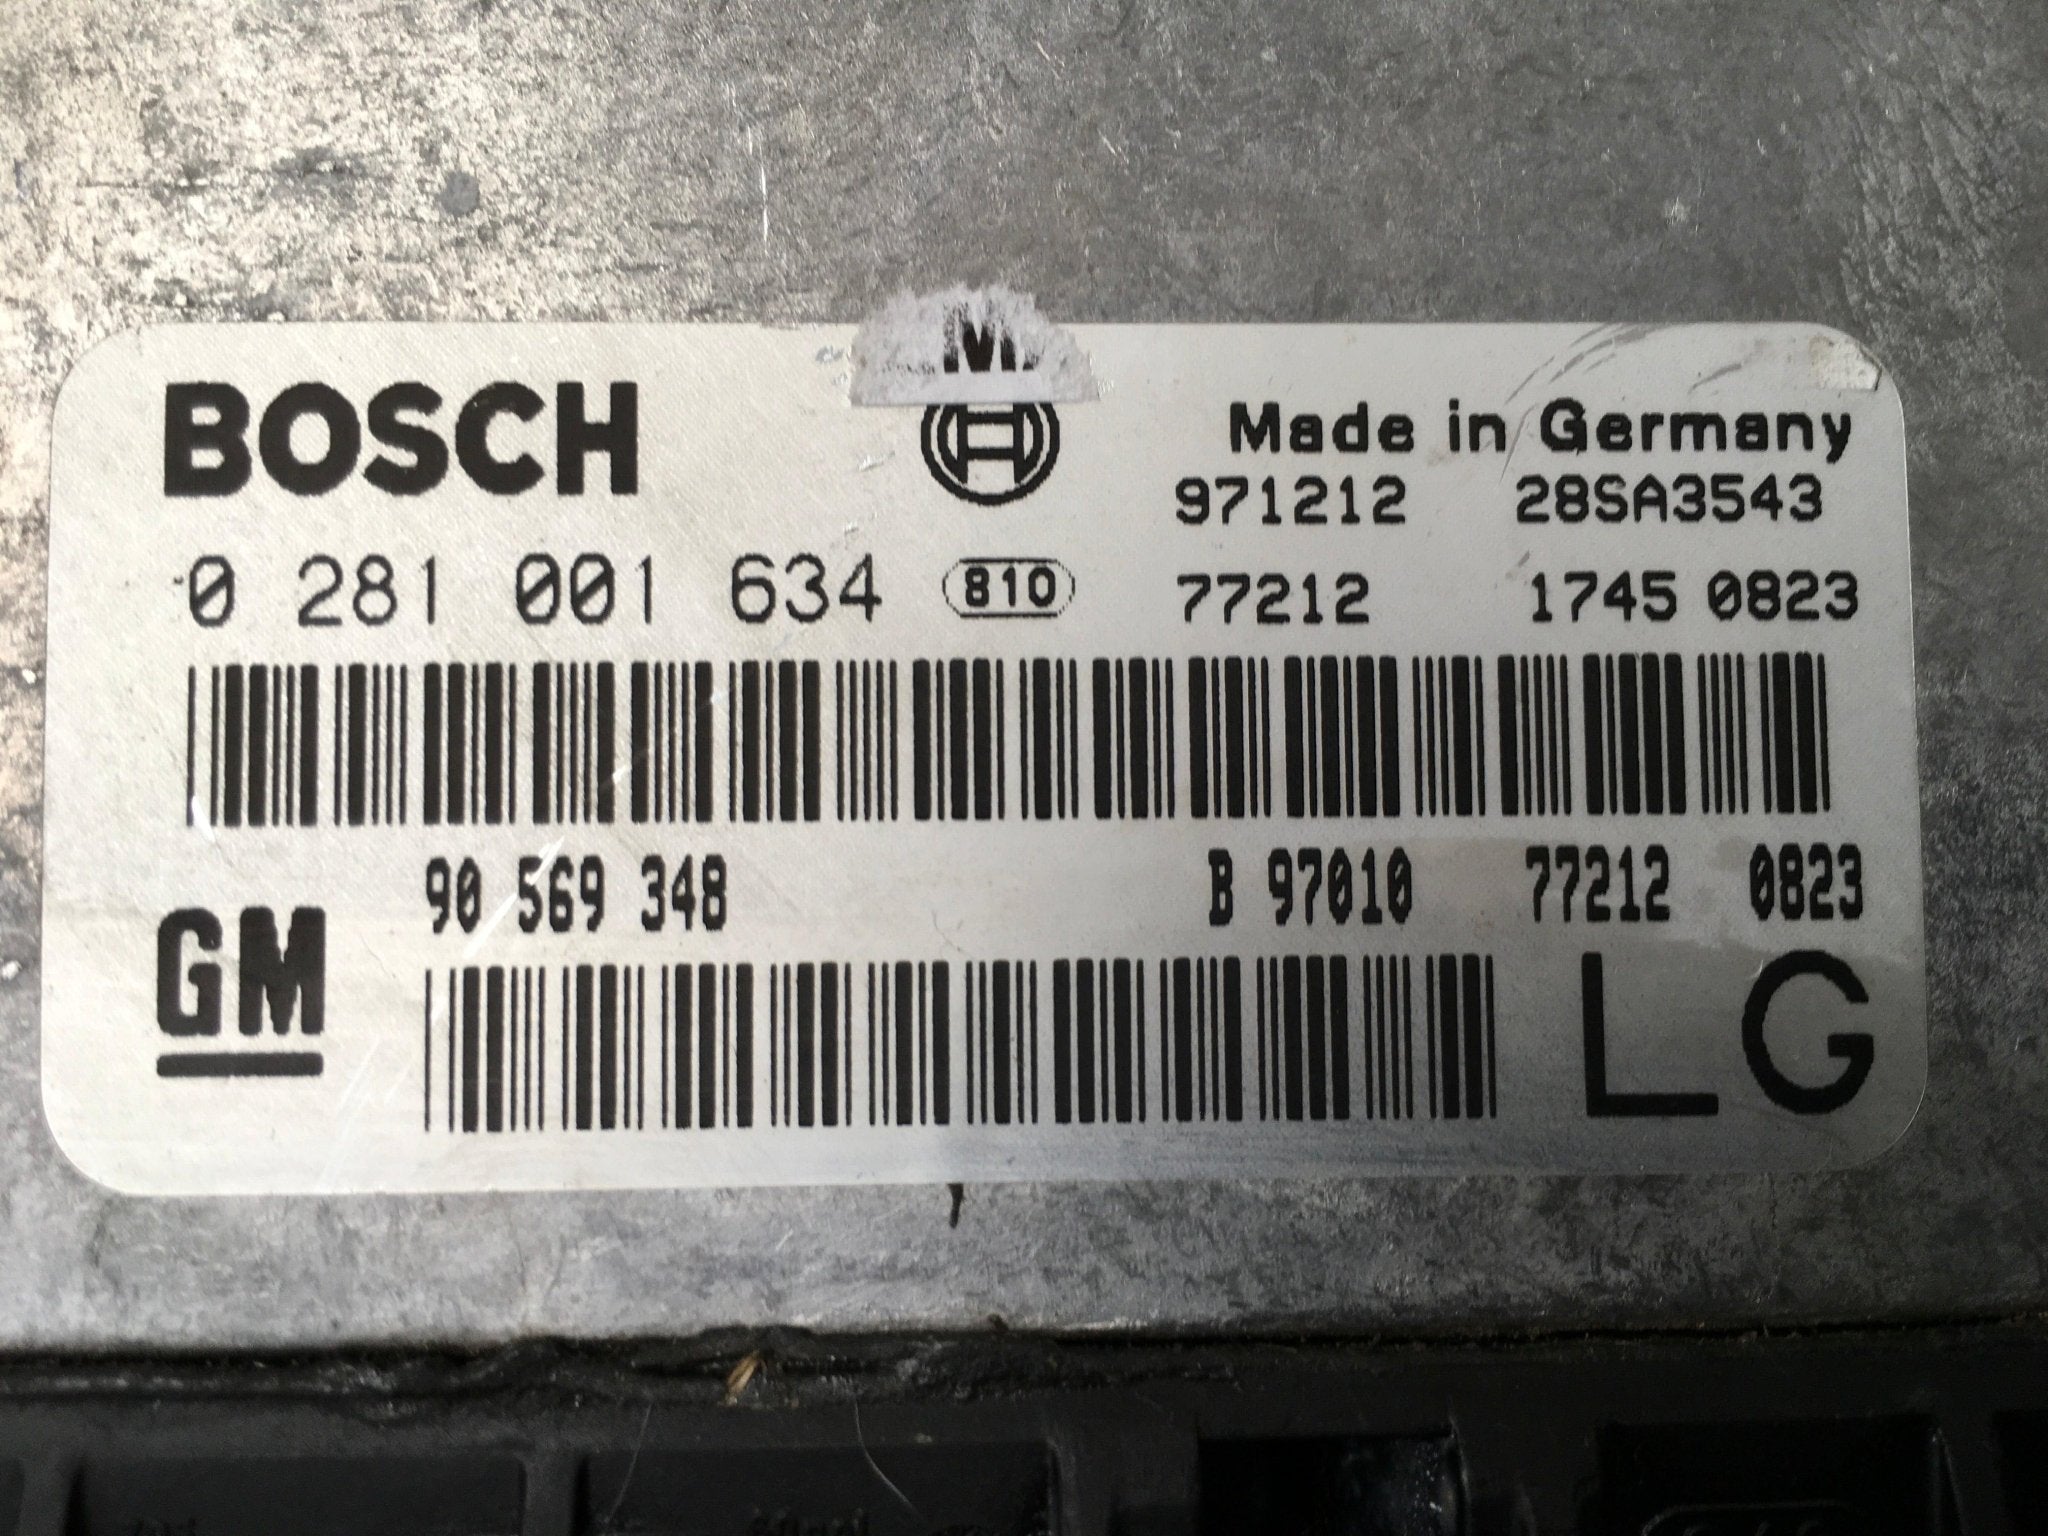 BOSCH
Made in Germany
971212 28SA3543
0 281 001 634 810 77212 1745 0823
90 569 348 B 97010 77212 0823
GM
LG